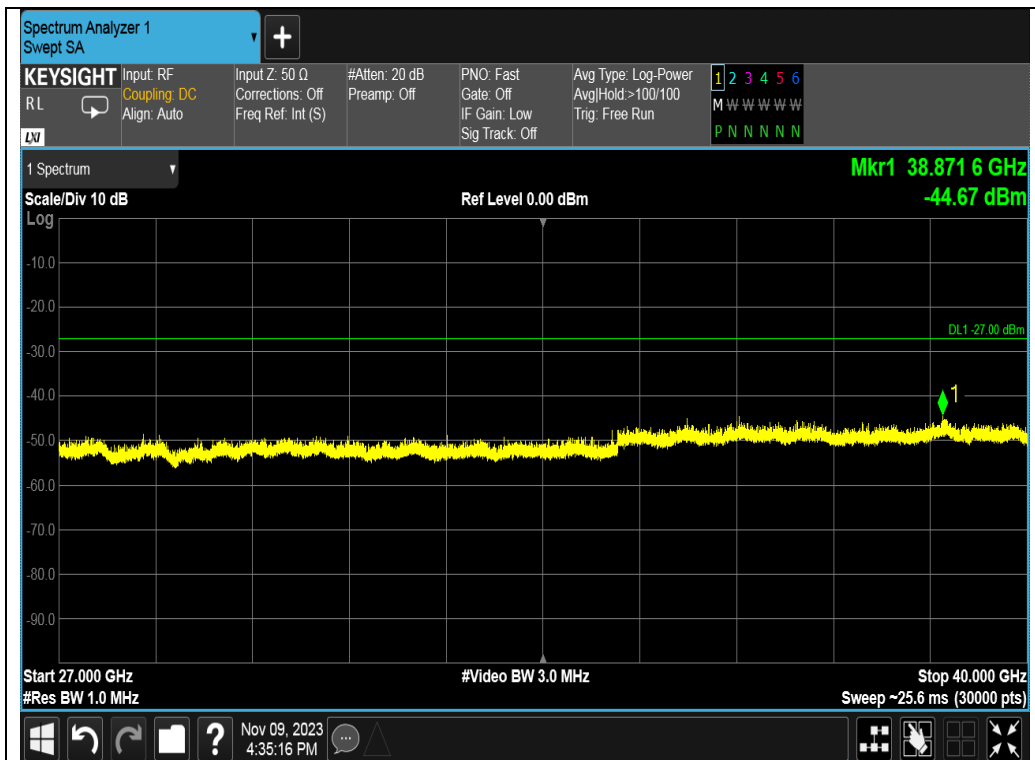 Spectrum Analyzer 1
Swept SA
+
KEYSIGHT
RL
LXI
Input: RF
Coupling: DC
Align: Auto
Input Z: 50 Ω
Corrections: Off
Freq Ref: Int (S)
#Atten: 20 dB
Preamp: Off
PNO: Fast
Gate: Off
IF Gain: Low
Sig Track: Off
Avg Type: Log-Power
Avg|Hold:>100/100
Trig: Free Run
1 2 3 4 5 6
M W W W W W
P N N N N N
1 Spectrum
Mkr1 38.871 6 GHz
-44.67 dBm
Scale/Div 10 dB
Ref Level 0.00 dBm
Log
-10.0
-20.0
DL1 -27.00 dBm
-30.0
-40.0
1
-50.0
-60.0
-70.0
-80.0
-90.0
Start 27.000 GHz
#Video BW 3.0 MHz
Stop 40.000 GHz
#Res BW 1.0 MHz
Sweep ~25.6 ms (30000 pts)
?
Nov 09, 2023
4:35:16 PM